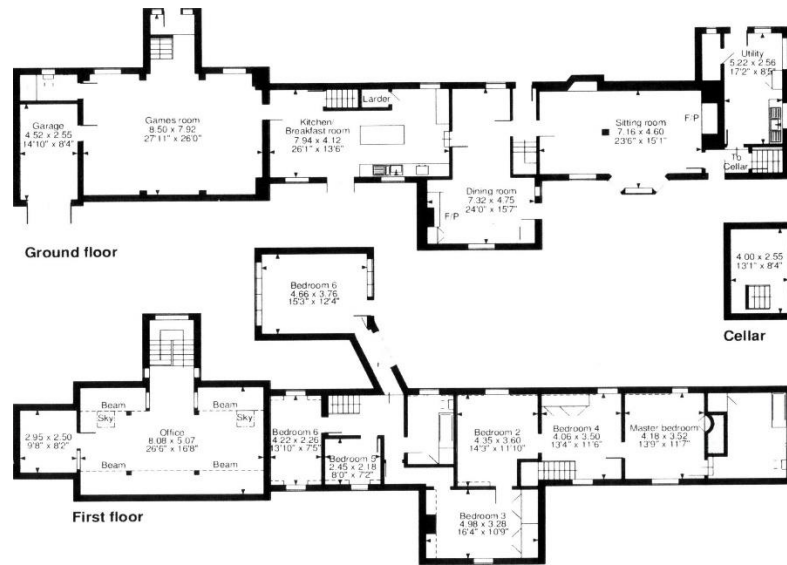 Utility
5.22 x 2.56
17'2" x 8'5"
Larder
Garage
4.52 x 2.55
14'10" x 8'4"
Games room
8.50 x 7.92
27'11" x 26'0"
Kitchen/
Breakfast room
7.94 x 4.12
26'1" x 13'6"
Sitting room
7.16 x 4.60
23'6" x 15'1"
F/P
To
Cellar
Dining room
7.32 x 4.75
24'0" x 15'7"
F/P
Ground floor
4.00 x 2.55
13'1" x 8'4"
Cellar
Bedroom 6
4.66 x 3.76
15'3" x 12'4"
Beam
Beam
Sky
Sky
2.95 x 2.50
9'8" x 8'2"
Office
8.08 x 5.07
26'6" x 16'8"
Beam
Beam
Bedroom 6
4.22 x 2.26
13'10" x 7'5"
Bedroom 5
2.45 x 2.18
8'0" x 7'2"
Bedroom 2
4.35 x 3.60
14'3" x 11'10"
Bedroom 4
4.06 x 3.50
13'4" x 11'6"
Master bedroom
4.18 x 3.52
13'9" x 11'7"
Bedroom 3
4.98 x 3.28
16'4" x 10'9"
First floor